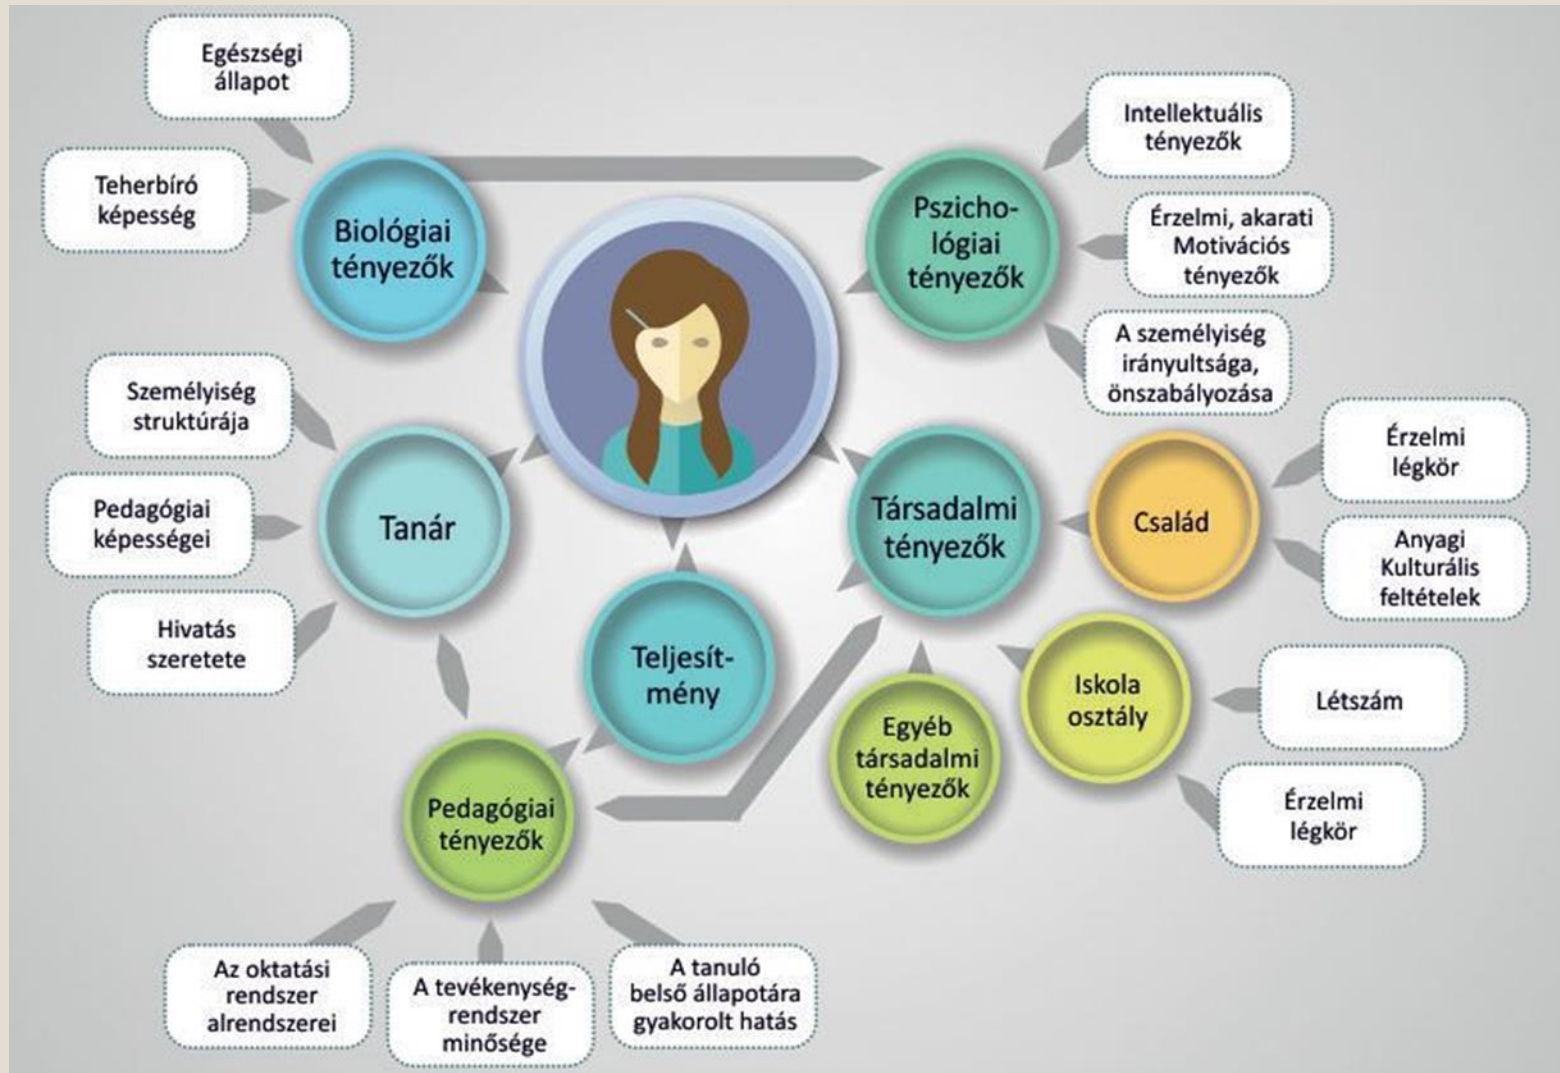 Egészségi
állapot
Teherbíró
képesség
Biológiai
tényezők
Pszicho-
lógiai
tényezők
Intellektuális
tényezők
Érzelmi, akarati
Motivációs
tényezők
A személyiség
irányultsága,
önszabályozása
Személyiség
struktúrája
Pedagógiai
képességei
Hivatás
szeretete
Tanár
Társadalmi
tényezők
Család
Érzelmi
légkör
Anyagi
Kulturális
feltételek
Teljesít-
mény
Iskola
osztály
Létszám
Érzelmi
légkör
Egyéb
társadalmi
tényezők
Pedagógiai
tényezők
Az oktatási
rendszer
alrendszerei
A tevékenység-
rendszer
minősége
A tanuló
belső állapotára
gyakorolt hatás